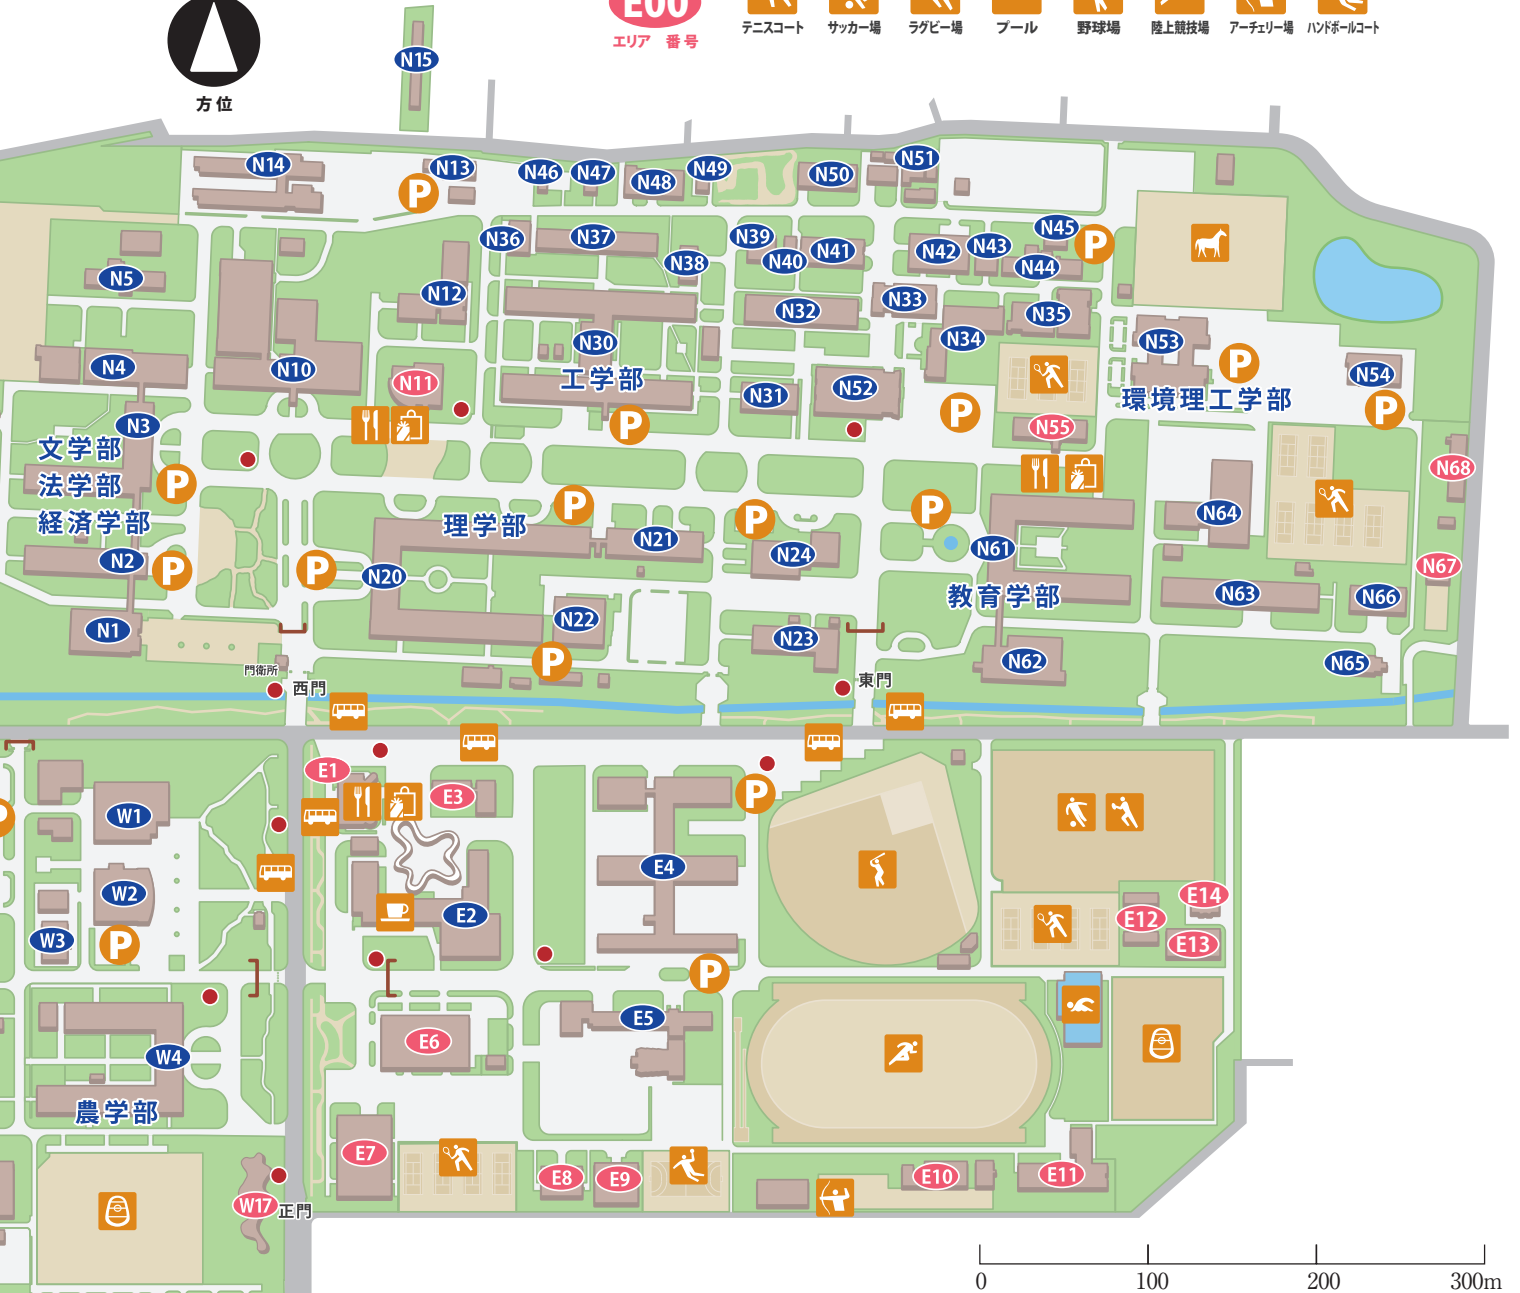 E00
エリア 番号
テニスコート
サッカー場
ラグビー場
プール
野球場
陸上競技場
アーチェリー場
ハンドボールコート
方位
N15
N14
N13
P
N46
N47
N48
N49
N50
N51
N5
N12
N36
N37
N38
N39
N40
N41
N42
N43
N45
N44
P
N4
N10
N11
N30
工学部
N32
N33
N34
N35
N31
N52
N53
P
環境理工学部
N54
P
N3
文学部
法学部
経済学部
P
P
N55
P
N68
N2
P
P
N20
理学部
P
N21
P
N24
P
N61
教育学部
N64
N67
N63
N66
N1
門衛所
西門
N22
P
N23
東門
N62
N65
E1
E3
P
W1
W2
W3
P
E2
E4
P
E12
E14
E13
W4
農学部
E6
E5
E7
E8
E9
E10
E11
W17
正門
P
0
100
200
300m